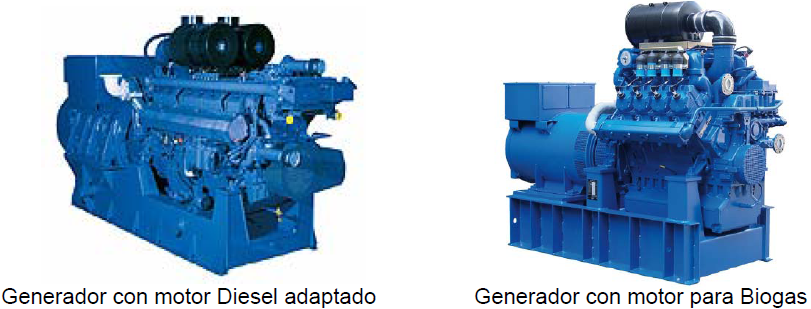 Generador con motor Diesel adaptado
Generador con motor para Biogas